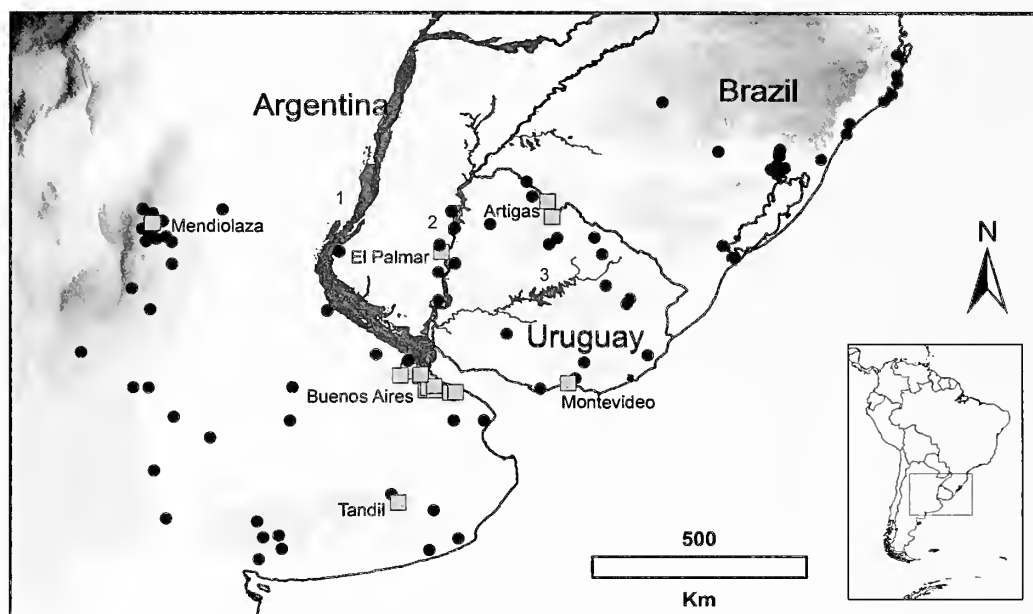 Argentina
Brazil
1
2
Mendiolaza
Artigas
El Palmar
N
3
Uruguay
Buenos Aires
Montevideo
Tandil
500
Km